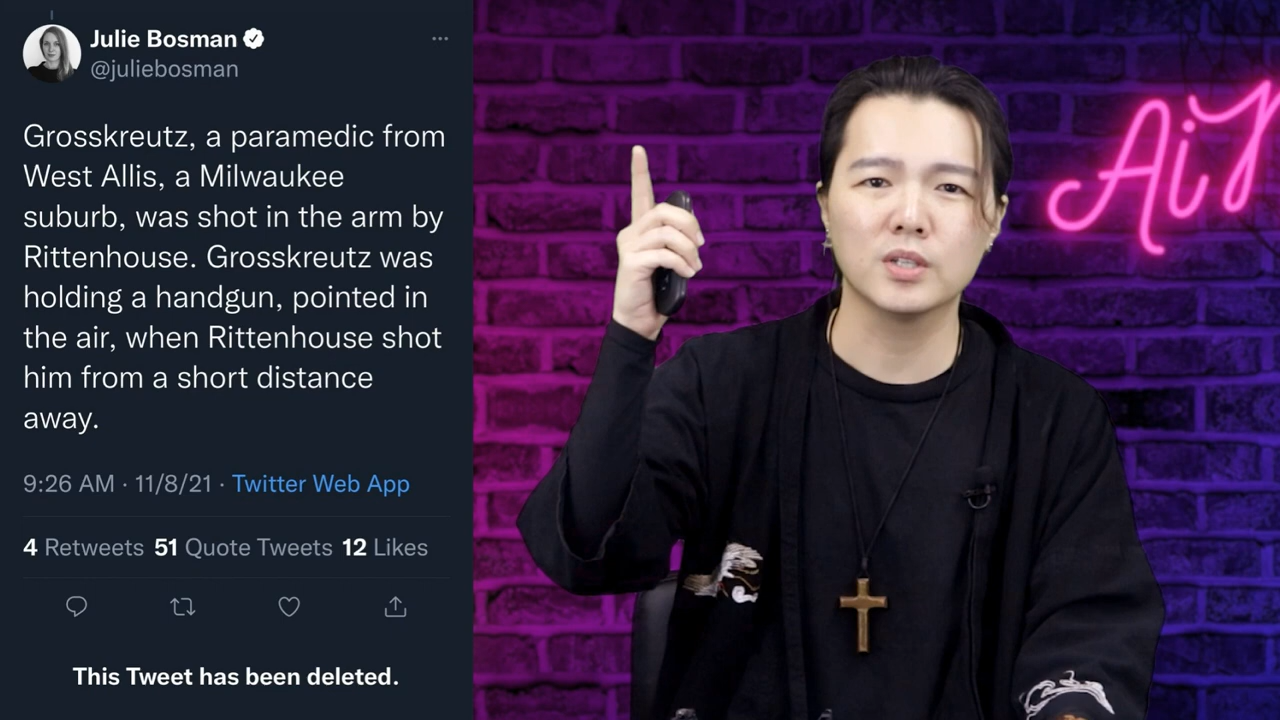 Julie Bosman
@juliebosman
Grosskreutz, a paramedic from
West Allis, a Milwaukee
suburb, was shot in the arm by
Rittenhouse. Grosskreutz was
holding a handgun, pointed in
the air, when Rittenhouse shot
him from a short distance
away.
9:26 AM · 11/8/21 · Twitter Web App
4 Retweets 51 Quote Tweets 12 Likes
This Tweet has been deleted.